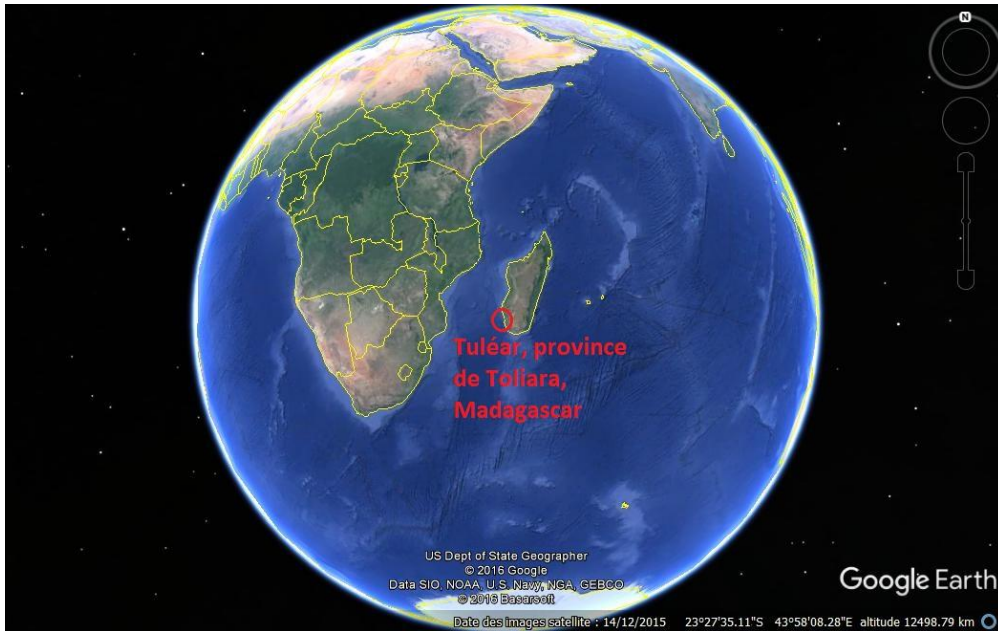 N
Tuléar, province
de Toliara,
Madagascar
US Dept of State Geographer
© 2016 Google
Data SIO, NOAA, U.S. Navy, NGA, GEBCO
© 2016 Basarsoft
Google Earth
Date des images satellite : 14/12/2015 23°27'35.11"S 43°58'08.28"E altitude 12498.79 km